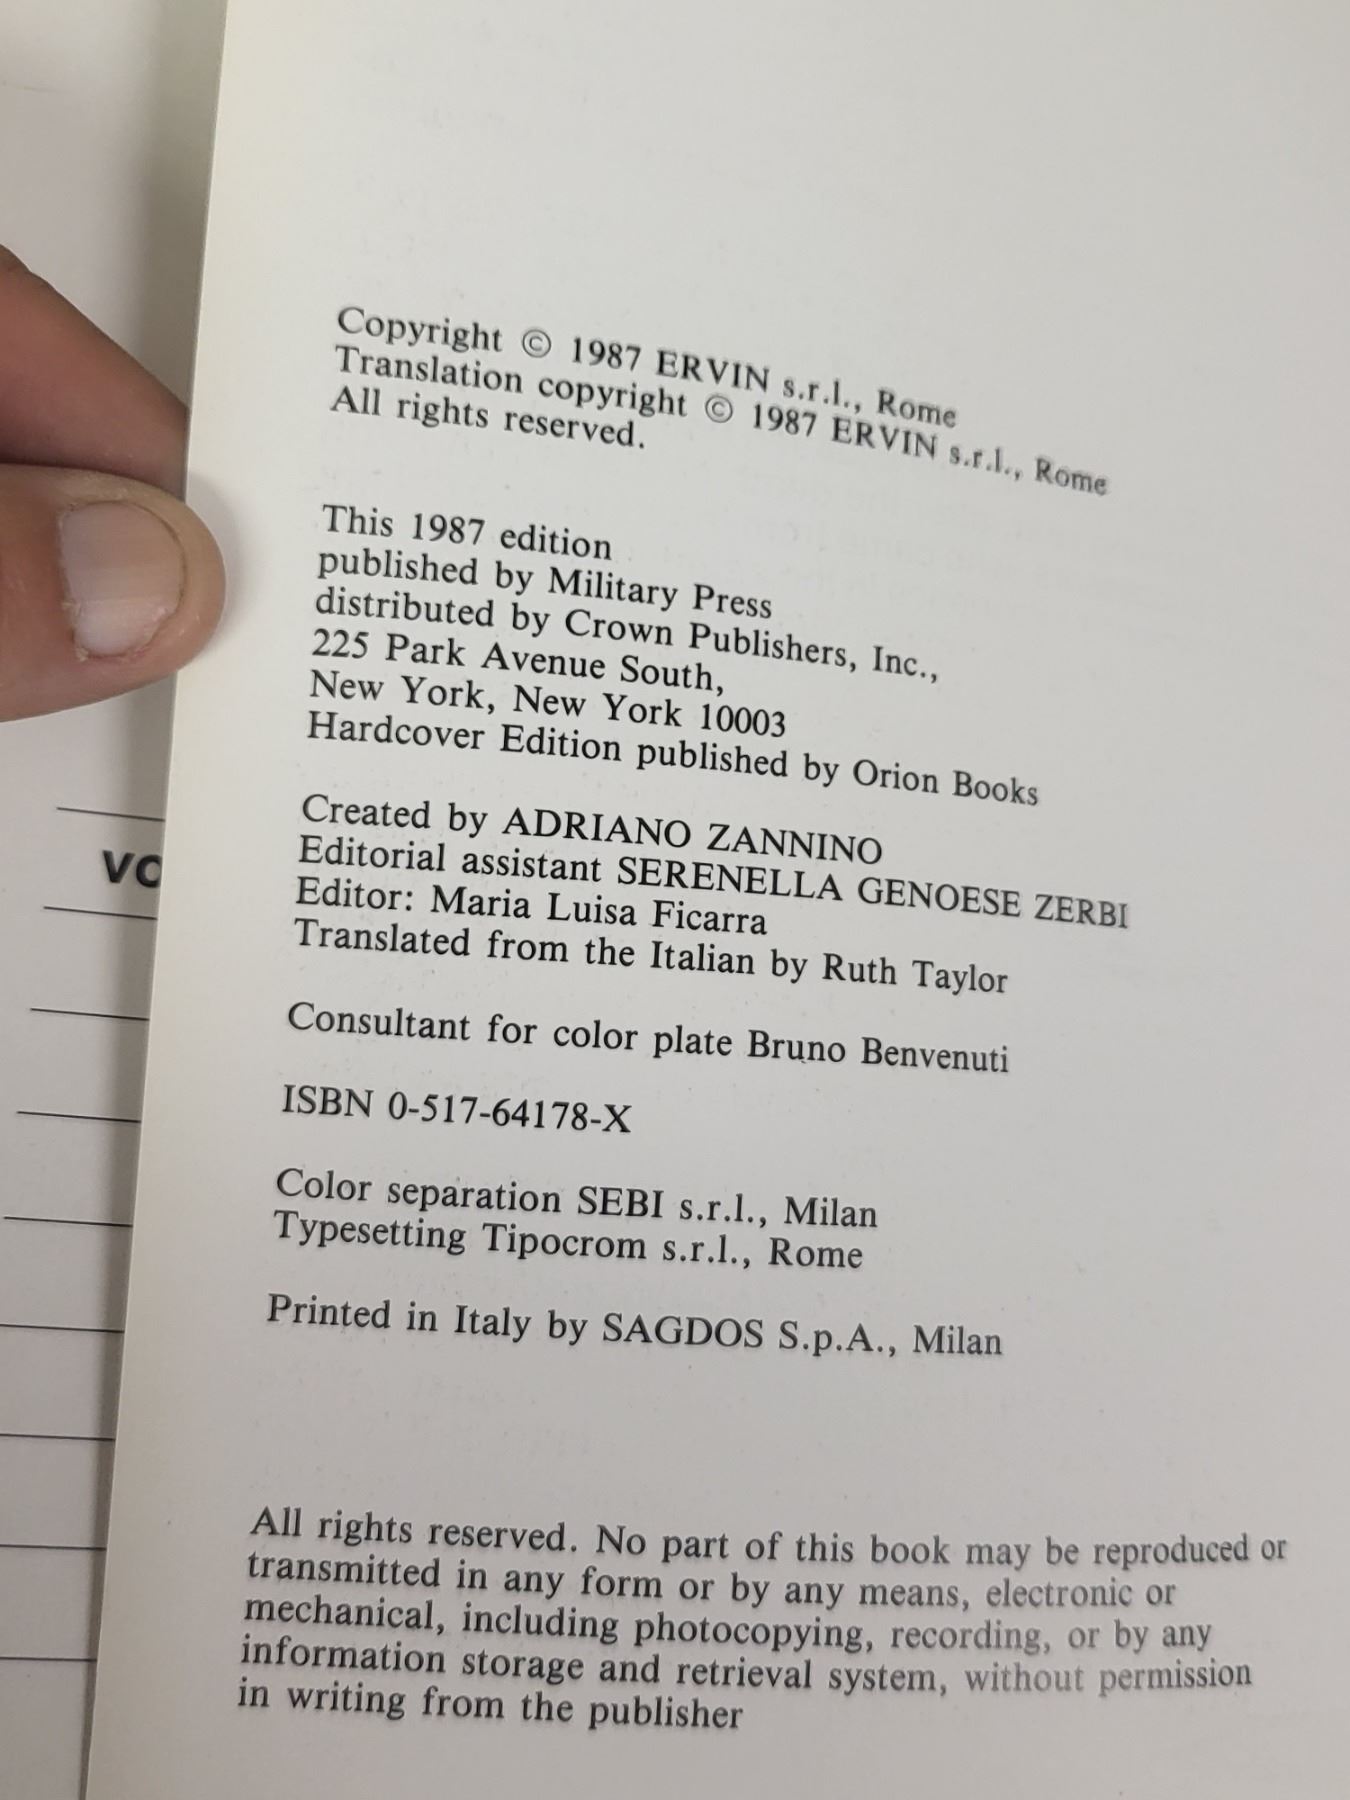 Copyright © 1987 ERVIN s.r.l., Rome
Translation copyright © 1987 ERVIN s.r.l., Rome
All rights reserved.
This 1987 edition
published by Military Press
distributed by Crown Publishers, Inc.,
225 Park Avenue South,
New York, New York 10003
Hardcover Edition published by Orion Books
Created by ADRIANO ZANNINO
Editorial assistant SERENELLA GENOESE ZERBI
Editor: Maria Luisa Ficarra
Translated from the Italian by Ruth Taylor
Consultant for color plate Bruno Benvenuti
ISBN 0-517-64178-X
Color separation SEBI s.r.l., Milan
Typesetting Tipocrom s.r.l., Rome
Printed in Italy by SAGDOS S.p.A., Milan
All rights reserved. No part of this book may be reproduced or
transmitted in any form or by any means, electronic or
mechanical, including photocopying, recording, or by any
information storage and retrieval system, without permission
in writing from the publisher